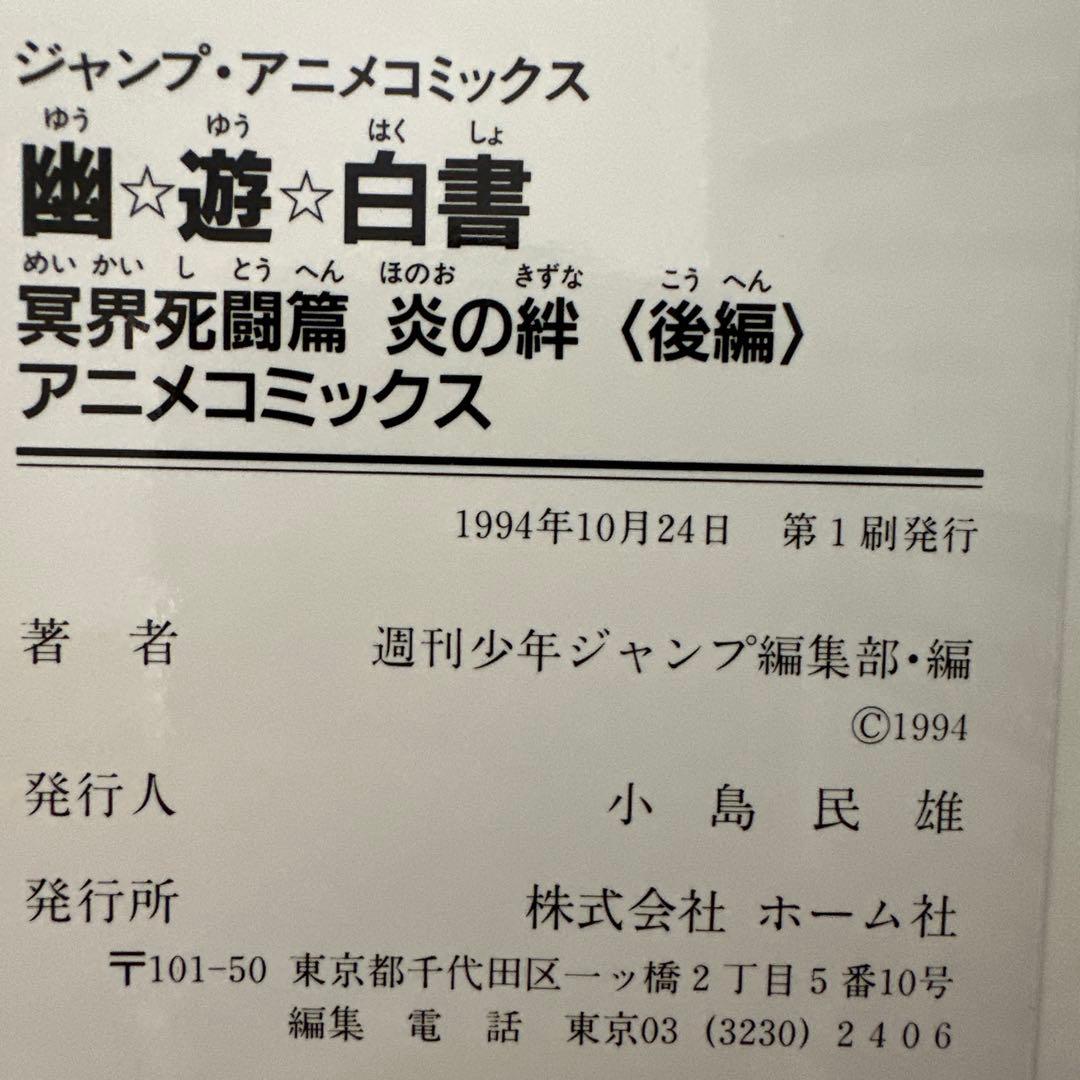 ジャンプ・アニメコミックス
ゆう ゆう はく しょ
幽☆遊☆白書
めい かい し とう へん ほのお きずな こう へん
冥界死闘篇 炎の絆〈後編〉
アニメコミックス
1994年10月24日 第1刷発行
著者 週刊少年ジャンプ編集部・編
©1994
発行人 小島民雄
発行所 株式会社 ホーム社
〒101-50 東京都千代田区一ッ橋2丁目5番10号
編集 電話 東京03 (3230) 2406